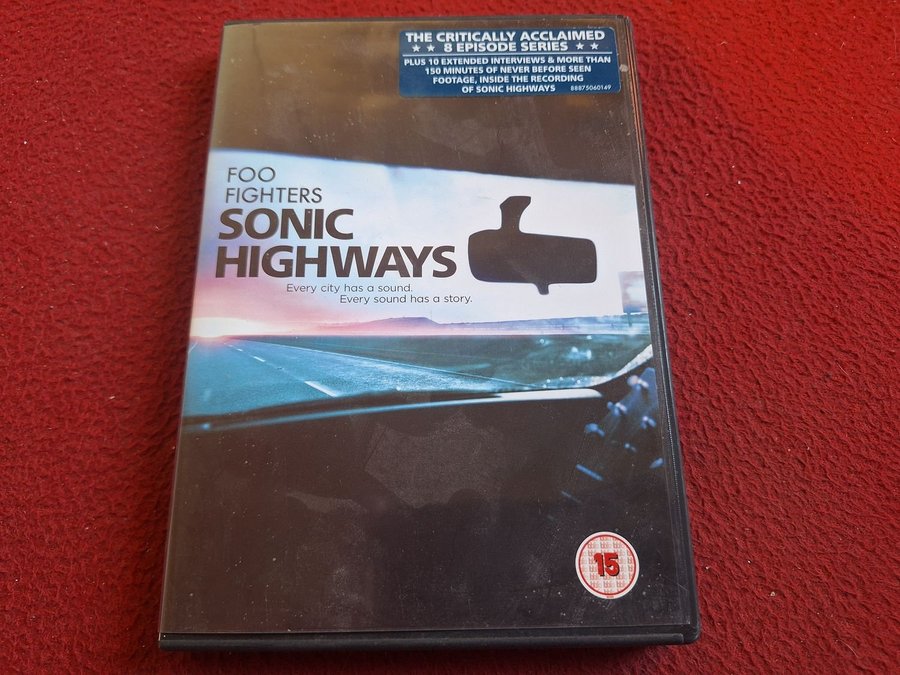 THE CRITICALLY ACCLAIMED
★ ★ 8 EPISODE SERIES ★ ★
PLUS 10 EXTENDED INTERVIEWS & MORE THAN
150 MINUTES OF NEVER BEFORE SEEN
FOOTAGE, INSIDE THE RECORDING
OF SONIC HIGHWAYS 88875060149
FOO
FIGHTERS
SONIC
HIGHWAYS
Every city has a sound.
Every sound has a story.
15